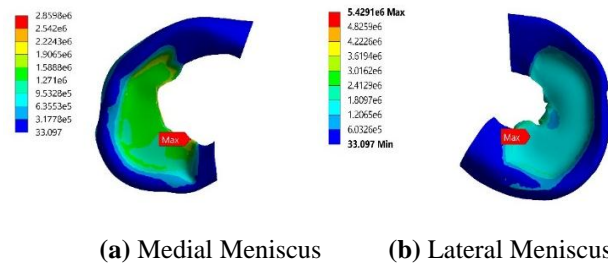 2.8598e6
2.542e6
2.2243e6
1.9065e6
1.5888e6
1.271e6
9.5328e5
6.3553e5
3.1778e5
33.097
Max
5.4291e6 Max
4.8259e6
4.2226e6
3.6194e6
3.0162e6
2.4129e6
1.8097e6
1.2065e6
6.0326e5
33.097 Min
Max
(a) Medial Meniscus
(b) Lateral Meniscus